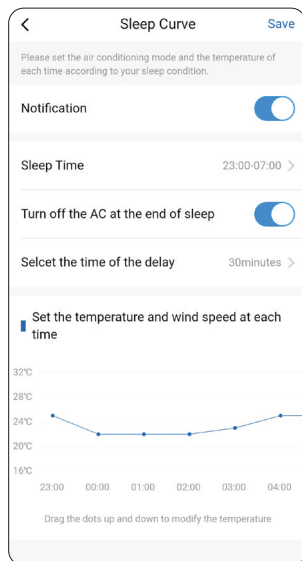 Sleep Curve
Save
Please set the air conditioning mode and the temperature of
each time according to your sleep condition.
Notification
Sleep Time
23:00-07:00
Turn off the AC at the end of sleep
Selcet the time of the delay
30minutes
Set the temperature and wind speed at each
time
32°C
28°C
24°C
20°C
16°C
23:00 00:00 01:00 02:00 03:00 04:00
Drag the dots up and down to modify the temperature